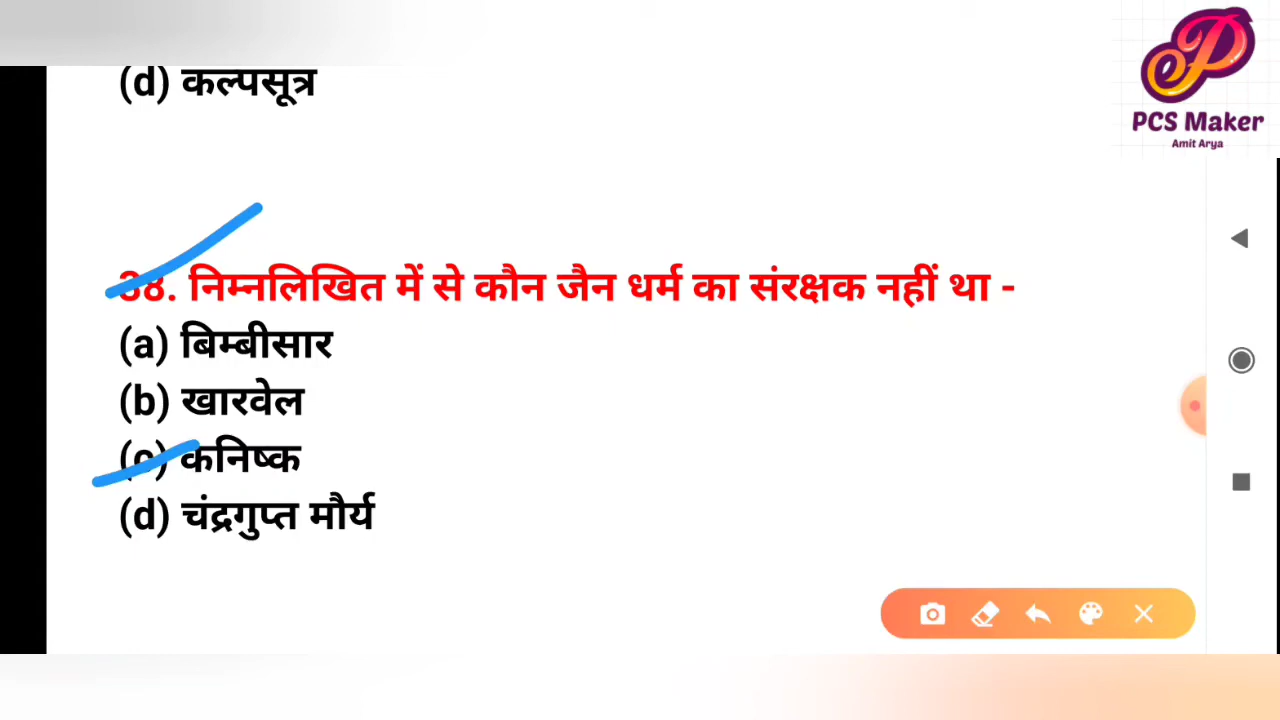 PCS Maker
Amit Arya
(d) कल्पसूत्र
38. निम्नलिखित में से कौन जैन धर्म का संरक्षक नहीं था -
(a) बिम्बीसार
(b) खारवेल
(c) कनिष्क
(d) चंद्रगुप्त मौर्य